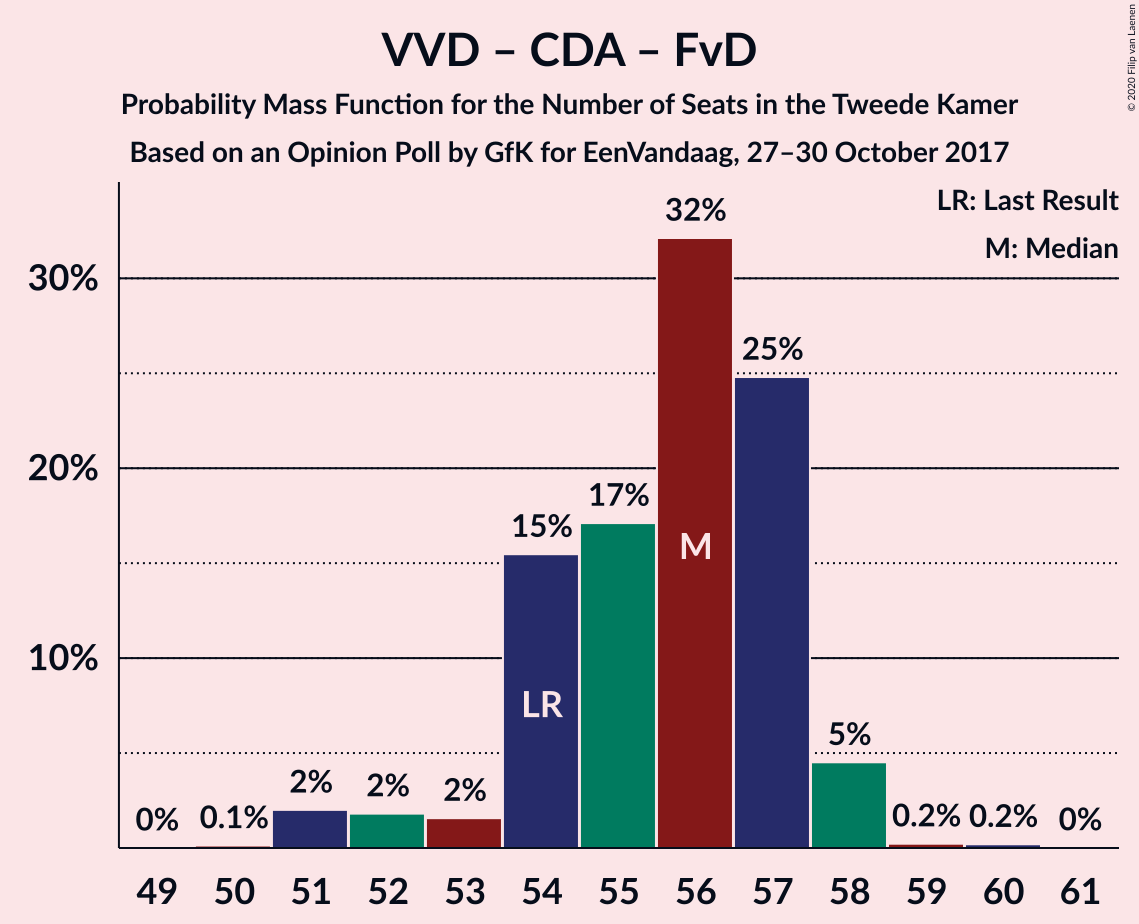 VVD – CDA – FvD
Probability Mass Function for the Number of Seats in the Tweede Kamer
Based on an Opinion Poll by GfK for EenVandaag, 27–30 October 2017
© 2020 Filip van Laenen
LR: Last Result
M: Median
30%
20%
10%
0%
0.1%
2%
2%
2%
15%
17%
32%
25%
5%
0.2%
0.2%
0%
LR
M
49 50 51 52 53 54 55 56 57 58 59 60 61